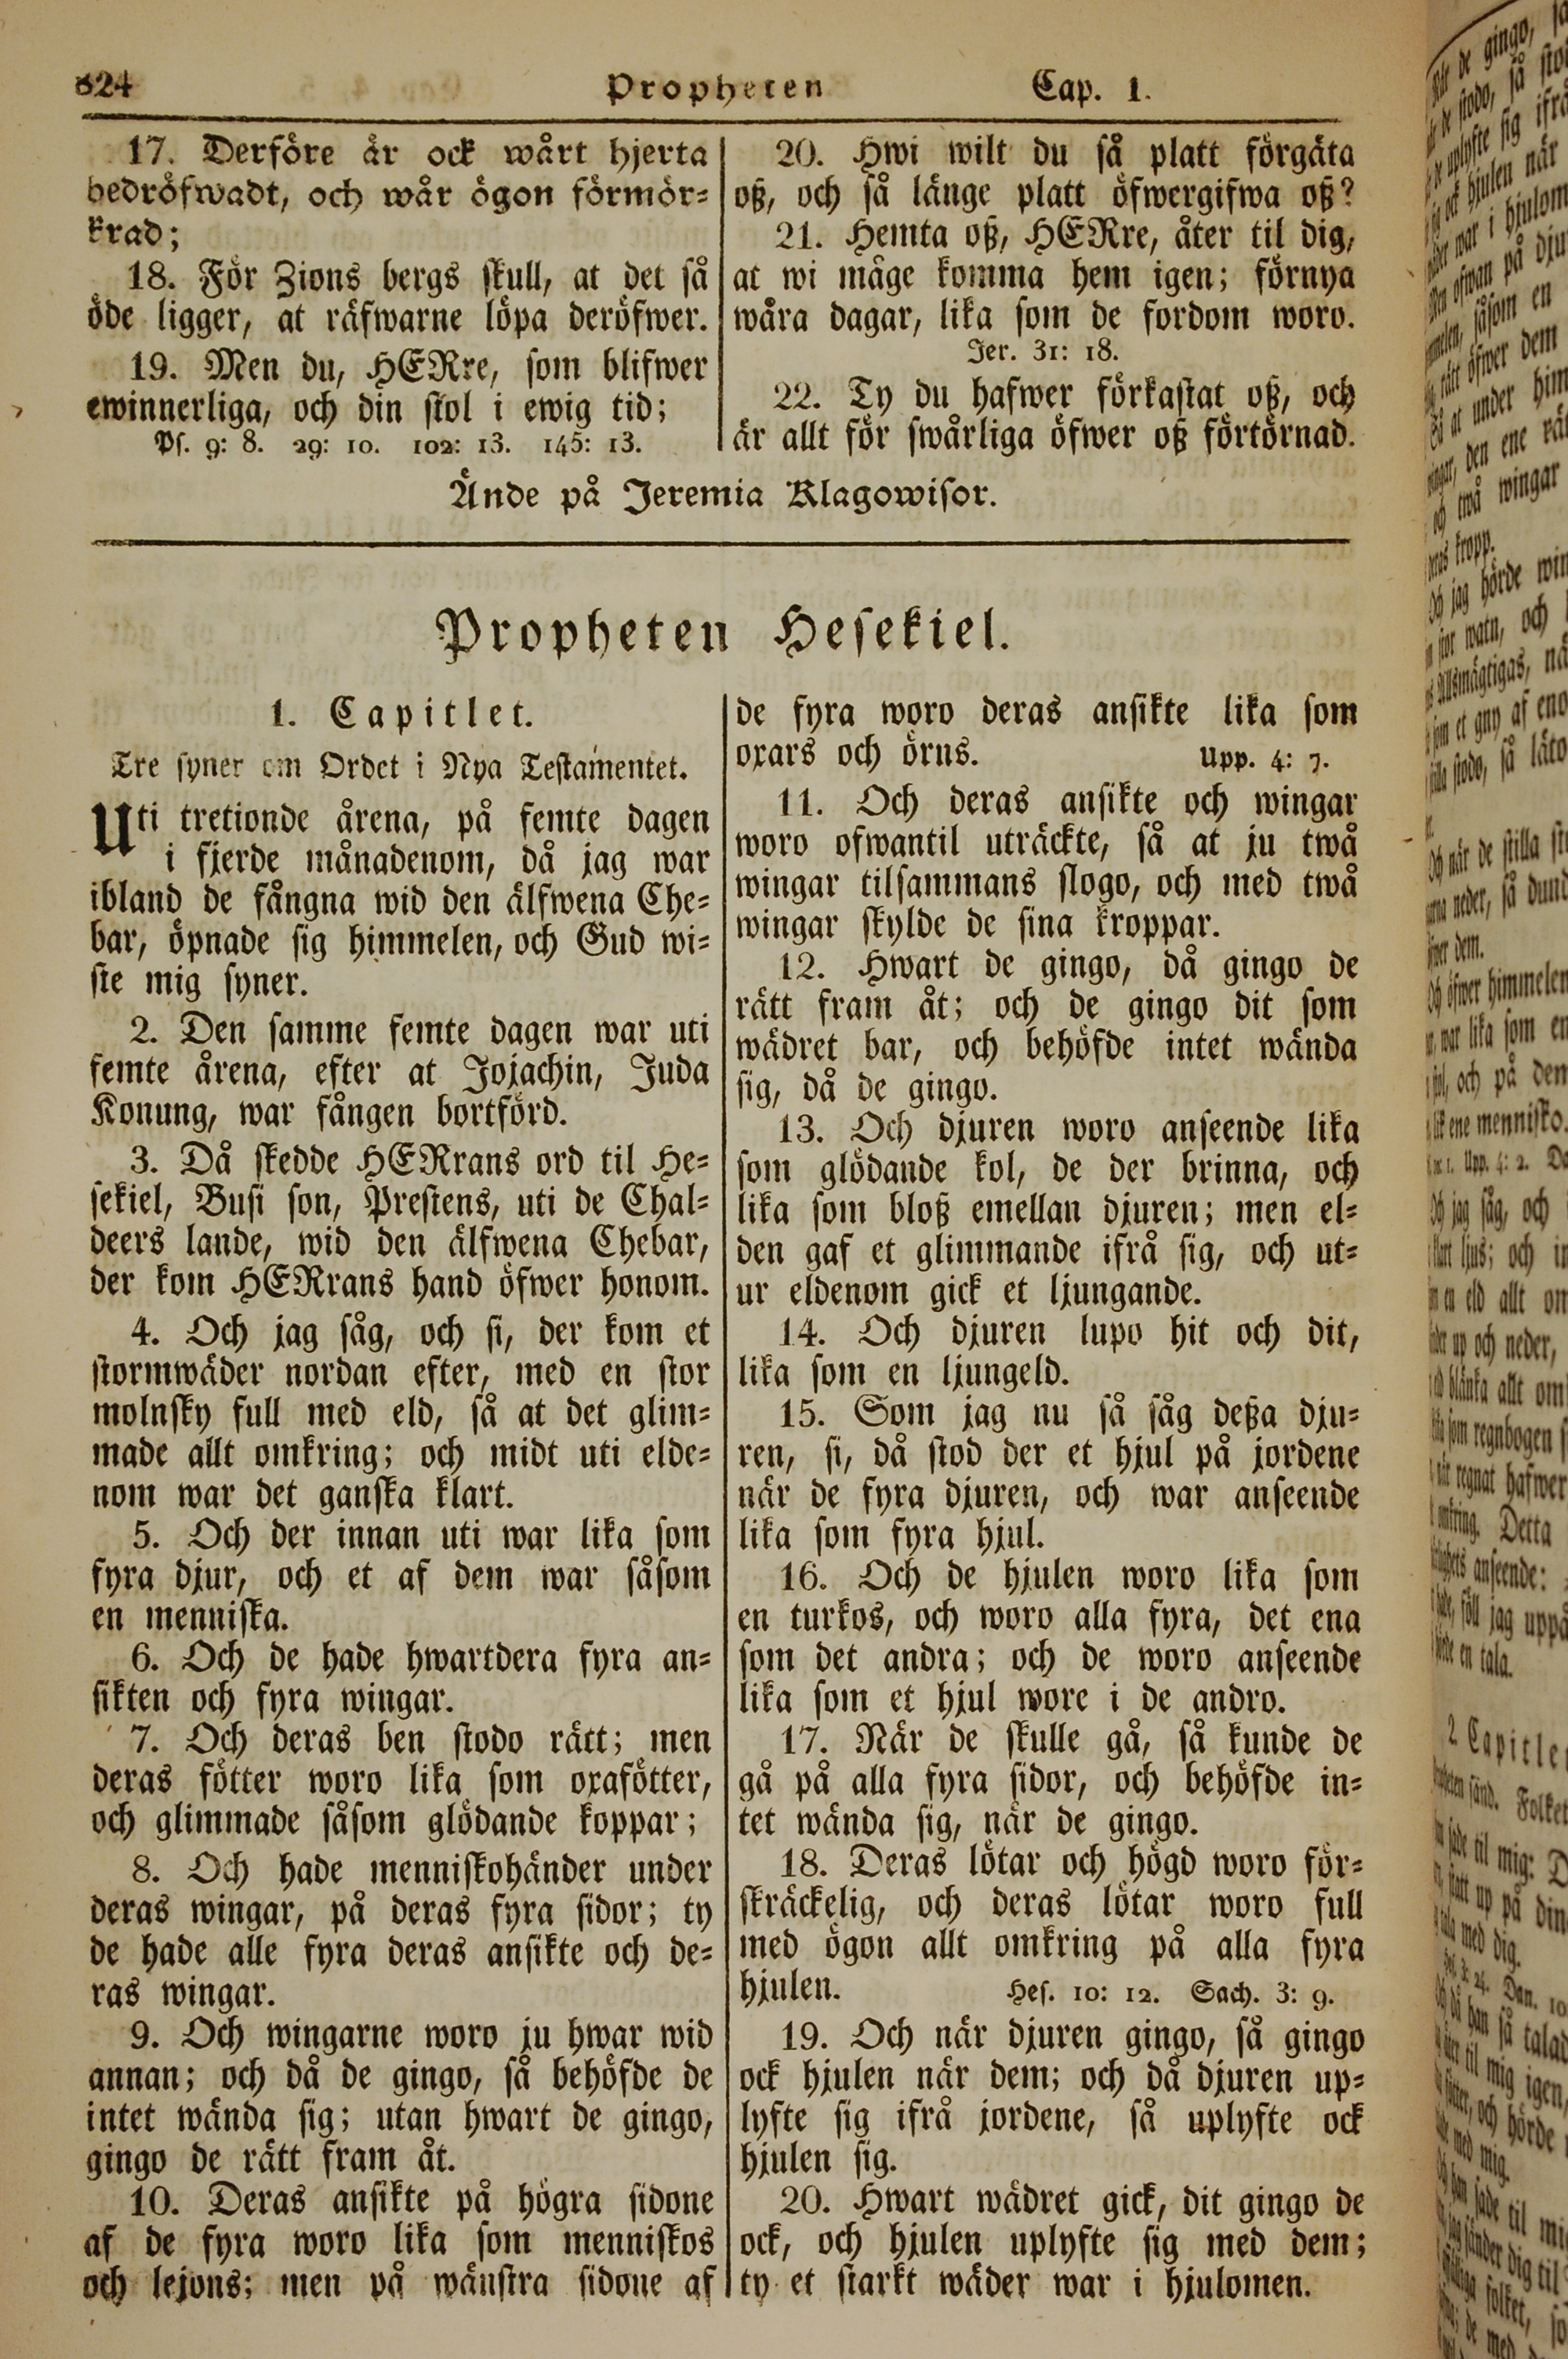 824 Propheten Cap. 1.
17. Derföre är ock wårt hjerta
bedröfwadt, och wår ögon förmör-
krad;
18. För Zions bergs skull, at det så
öde ligger, at räfwarne löpa deröfwer.
19. Men du, HERre, som blifwer
ewinnerliga, och din stol i ewig tid;
Ps. 9: 8. 29: 10. 102: 13. 145: 13.
20. Hwi wilt du så platt förgäta
oß, och så länge platt öfwergifwa oß?
21. Hemta oß, HERre, åter til dig,
at wi måge komma hem igen; förnya
wåra dagar, lika som de fordom woro.
Jer. 31: 18.
22. Ty du hafwer förkastat oß, och
är allt för swårliga öfwer oß förtörnad.
Ände på Jeremia Klagowisor.
Propheten Hesekiel.
1. Capitlet.
Tre syner om Ordet i Nya Testamentet.
Uti tretionde årena, på femte dagen
i fjerde månadenom, då jag war
ibland de fångna wid den älfwena Che-
bar, öpnade sig himmelen, och Gud wi-
ste mig syner.
2. Den samme femte dagen war uti
femte årena, efter at Jojachin, Juda
Konung, war fången bortförd.
3. Då skedde HERrans ord til He-
sekiel, Busi son, Prestens, uti de Chal-
deers lande, wid den älfwena Chebar,
der kom HERrans hand öfwer honom.
4. Och jag såg, och si, der kom et
stormwäder nordan efter, med en stor
molnsky full med eld, så at det glim-
made allt omkring; och midt uti elde-
nom war det ganska klart.
5. Och der innan uti war lika som
fyra djur, och et af dem war såsom
en menniska.
6. Och de hade hwartdera fyra an-
sikten och fyra wingar.
7. Och deras ben stodo rätt; men
deras fötter woro lika som oxafötter,
och glimmade såsom glödande koppar;
8. Och hade menniskohänder under
deras wingar, på deras fyra sidor; ty
de hade alle fyra deras ansikte och de-
ras wingar.
9. Och wingarne woro ju hwar wid
annan; och då de gingo, så behöfde de
intet wända sig; utan hwart de gingo,
gingo de rätt fram åt.
10. Deras ansikte på högra sidone
af de fyra woro lika som menniskos
och lejons; men på wänstra sidone af
de fyra woro deras ansikte lika som
oxars och örns. Upp. 4: 7.
11. Och deras ansikte och wingar
woro ofwantil uträckte, så at ju twå
wingar tilsammans slogo, och med twå
wingar skylde de sina kroppar.
12. Hwart de gingo, då gingo de
rätt fram åt; och de gingo dit som
wädret bar, och behöfde intet wända
sig, då de gingo.
13. Och djuren woro anseende lika
som glödande kol, de der brinna, och
lika som bloß emellan djuren; men el-
den gaf et glimmande ifrå sig, och ut-
ur eldenom gick et ljungande.
14. Och djuren lupo hit och dit,
lika som en ljungeld.
15. Som jag nu så såg deßa dju-
ren, si, då stod der et hjul på jordene
när de fyra djuren, och war anseende
lika som fyra hjul.
16. Och de hjulen woro lika som
en turkos, och woro alla fyra, det ena
som det andra; och de woro anseende
lika som et hjul wore i de andro.
17. När de skulle gå, så kunde de
gå på alla fyra sidor, och behöfde in-
tet wända sig, när de gingo.
18. Deras lötar och högd woro för-
skräckelig, och deras lötar woro full
med ögon allt omkring på alla fyra
hjulen. Hes. 10: 12. Sach. 3: 9.
19. Och när djuren gingo, så gingo
ock hjulen när dem; och då djuren up-
lyfte sig ifrå jordene, så uplyfte ock
hjulen sig.
20. Hwart wädret gick, dit gingo de
ock, och hjulen uplyfte sig med dem;
ty et starkt wäder war i hjulomen.